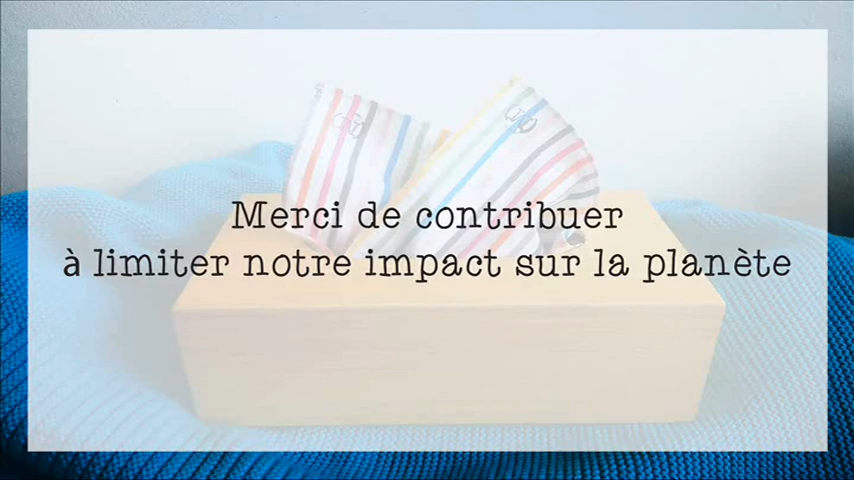 Merci de contribuer
à limiter notre impact sur la planète